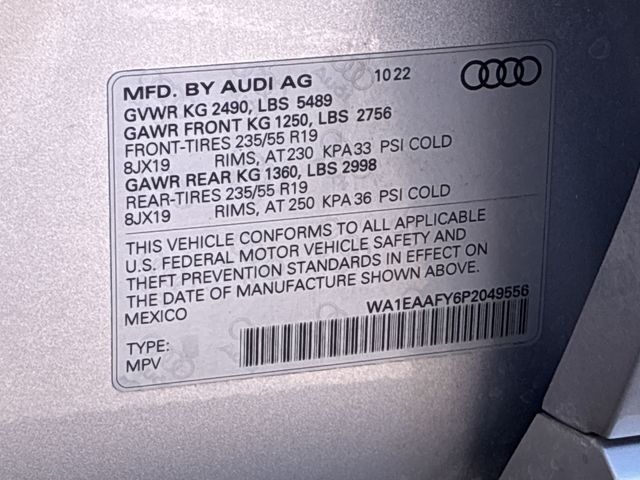 MFD. BY AUDI AG 10 22
GVWR KG 2490, LBS 5489
GAWR FRONT KG 1250, LBS 2756
FRONT-TIRES 235/55 R19
8JX19 RIMS, AT 230 KPA 33 PSI COLD
GAWR REAR KG 1360, LBS 2998
REAR-TIRES 235/55 R19
8JX19 RIMS, AT 250 KPA 36 PSI COLD
THIS VEHICLE CONFORMS TO ALL APPLICABLE
U.S. FEDERAL MOTOR VEHICLE SAFETY AND
THEFT PREVENTION STANDARDS IN EFFECT ON
THE DATE OF MANUFACTURE SHOWN ABOVE.
MEXICO
WA1EAAFY6P2049556
TYPE:
MPV